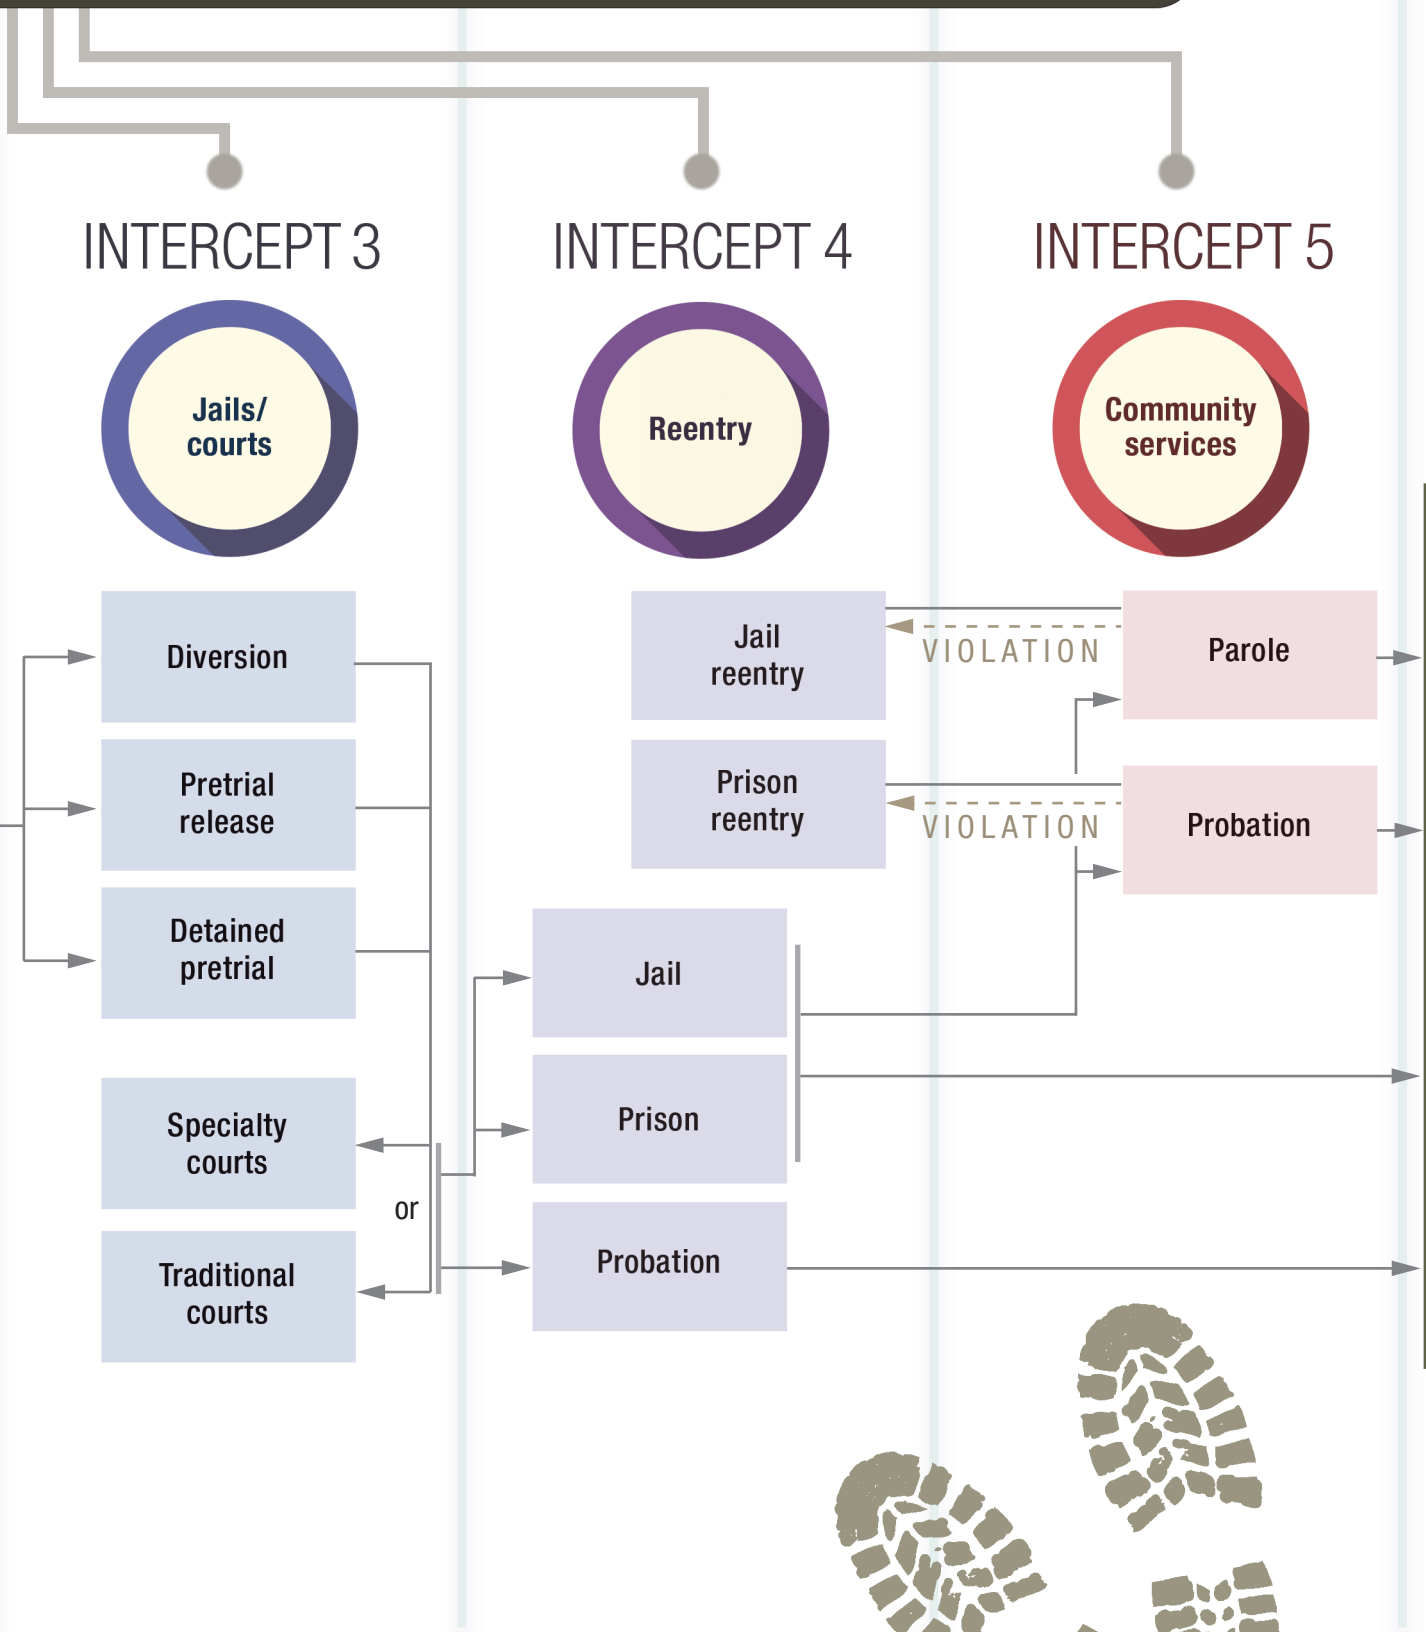 INTERCEPT 3
Jails/
courts
Diversion
Pretrial
release
Detained
pretrial
Specialty
courts
or
Traditional
courts
INTERCEPT 4
Reentry
Jail
reentry
Prison
reentry
Jail
Prison
Probation
VIOLATION
VIOLATION
INTERCEPT 5
Community
services
Parole
Probation